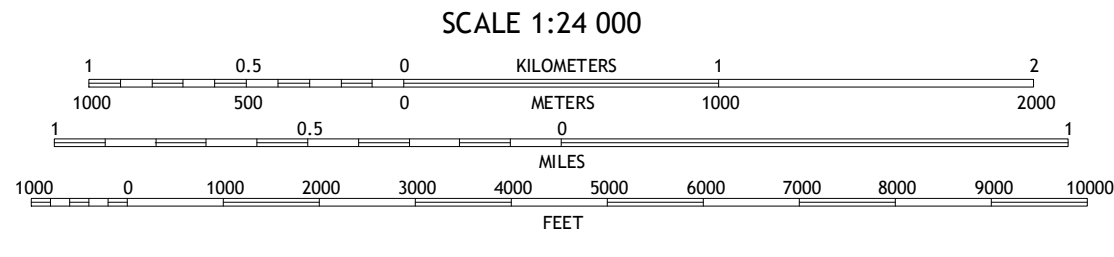 SCALE 1:24 000
1 0.5 0 KILOMETERS 1 2
1000 500 0 METERS 1000 2000
1 0.5 0 1
MILES
1000 0 1000 2000 3000 4000 5000 6000 7000 8000 9000 10000
FEET